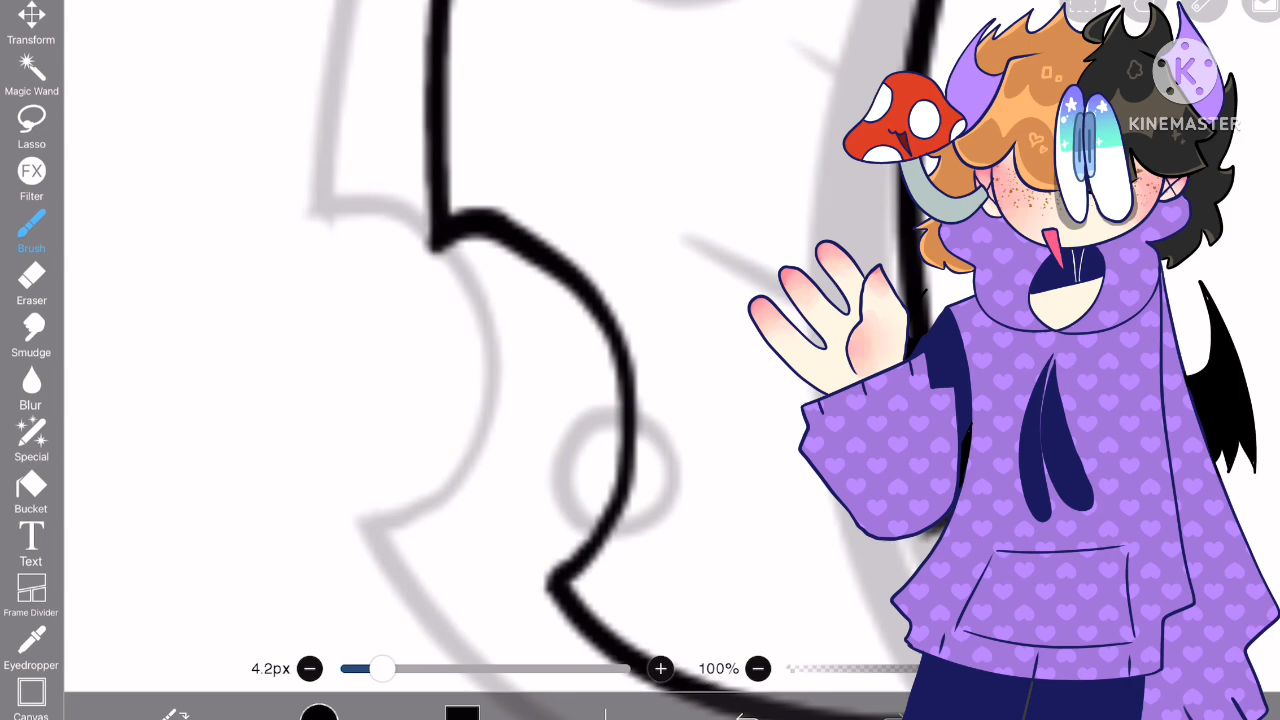 Transform
Magic Wand
Lasso
FX
Filter
Brush
Eraser
Smudge
Blur
Special
Bucket
T
Text
Frame Divider
Eyedropper
Canvas
4.2px
100%
K
KINEMASTER